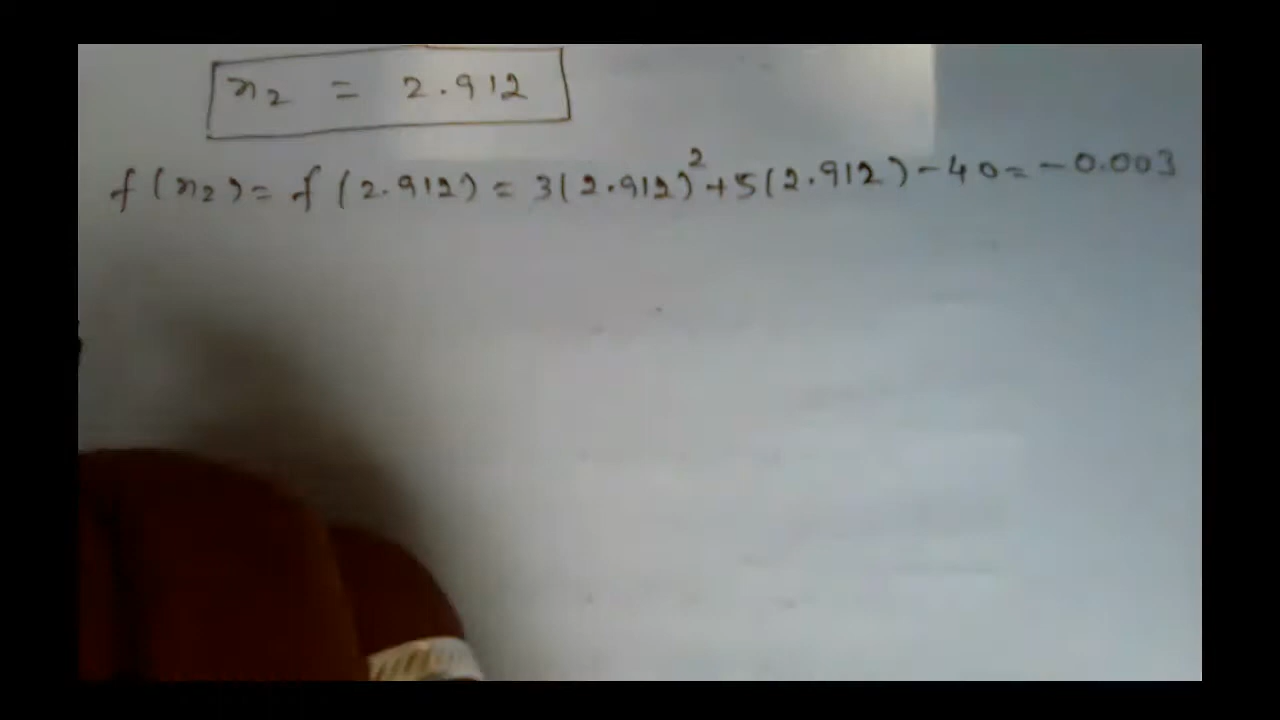 x₂ = 2.912
f(x₂) = f(2.912) = 3(2.912)² + 5(2.912) - 40 = -0.003